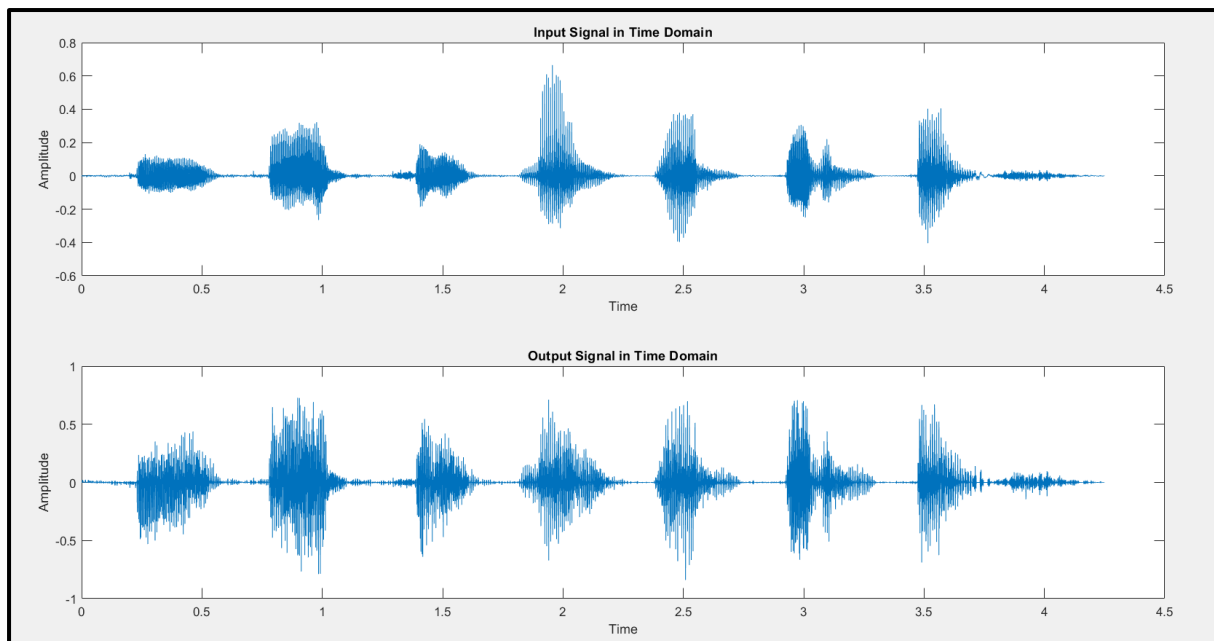 Input Signal in Time Domain
0.8
0.6
0.4
0.2
0
-0.2
-0.4
-0.6
Amplitude
0 0.5 1 1.5 2 2.5 3 3.5 4 4.5
Time
Output Signal in Time Domain
1
0.5
0
-0.5
-1
Amplitude
0 0.5 1 1.5 2 2.5 3 3.5 4 4.5
Time